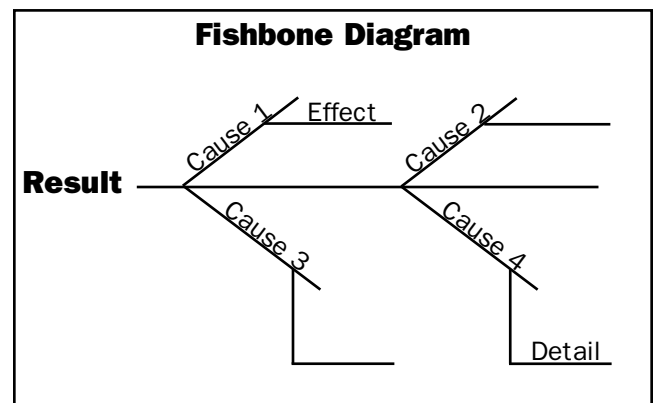 Fishbone Diagram
Cause 1
Effect
Cause 2
Result
Cause 3
Cause 4
Detail